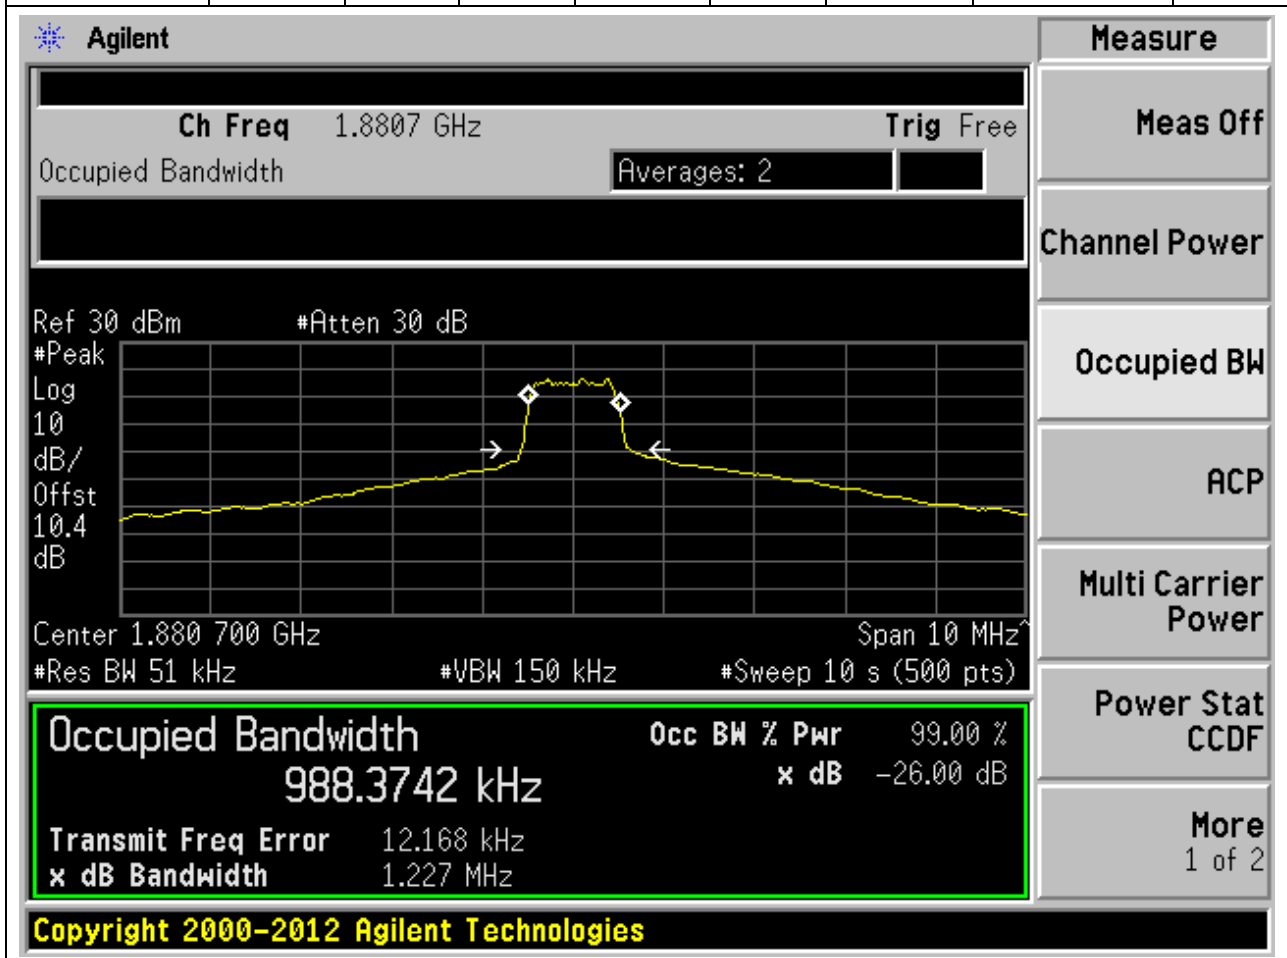 Agilent
Measure
Ch Freq 1.8807 GHz Trig Free
Meas Off
Occupied Bandwidth Averages: 2
Channel Power
Ref 30 dBm #Atten 30 dB
#Peak
Log
10
dB/
Offst
10.4
dB
Occupied BW
ACP
Center 1.880 700 GHz Span 10 MHz^
#Res BW 51 kHz #VBW 150 kHz #Sweep 10 s (500 pts)
Multi Carrier
Power
Occupied Bandwidth Occ BW % Pwr 99.00 %
988.3742 kHz x dB -26.00 dB
Power Stat
CCDF
Transmit Freq Error 12.168 kHz
x dB Bandwidth 1.227 MHz
More
1 of 2
Copyright 2000-2012 Agilent Technologies